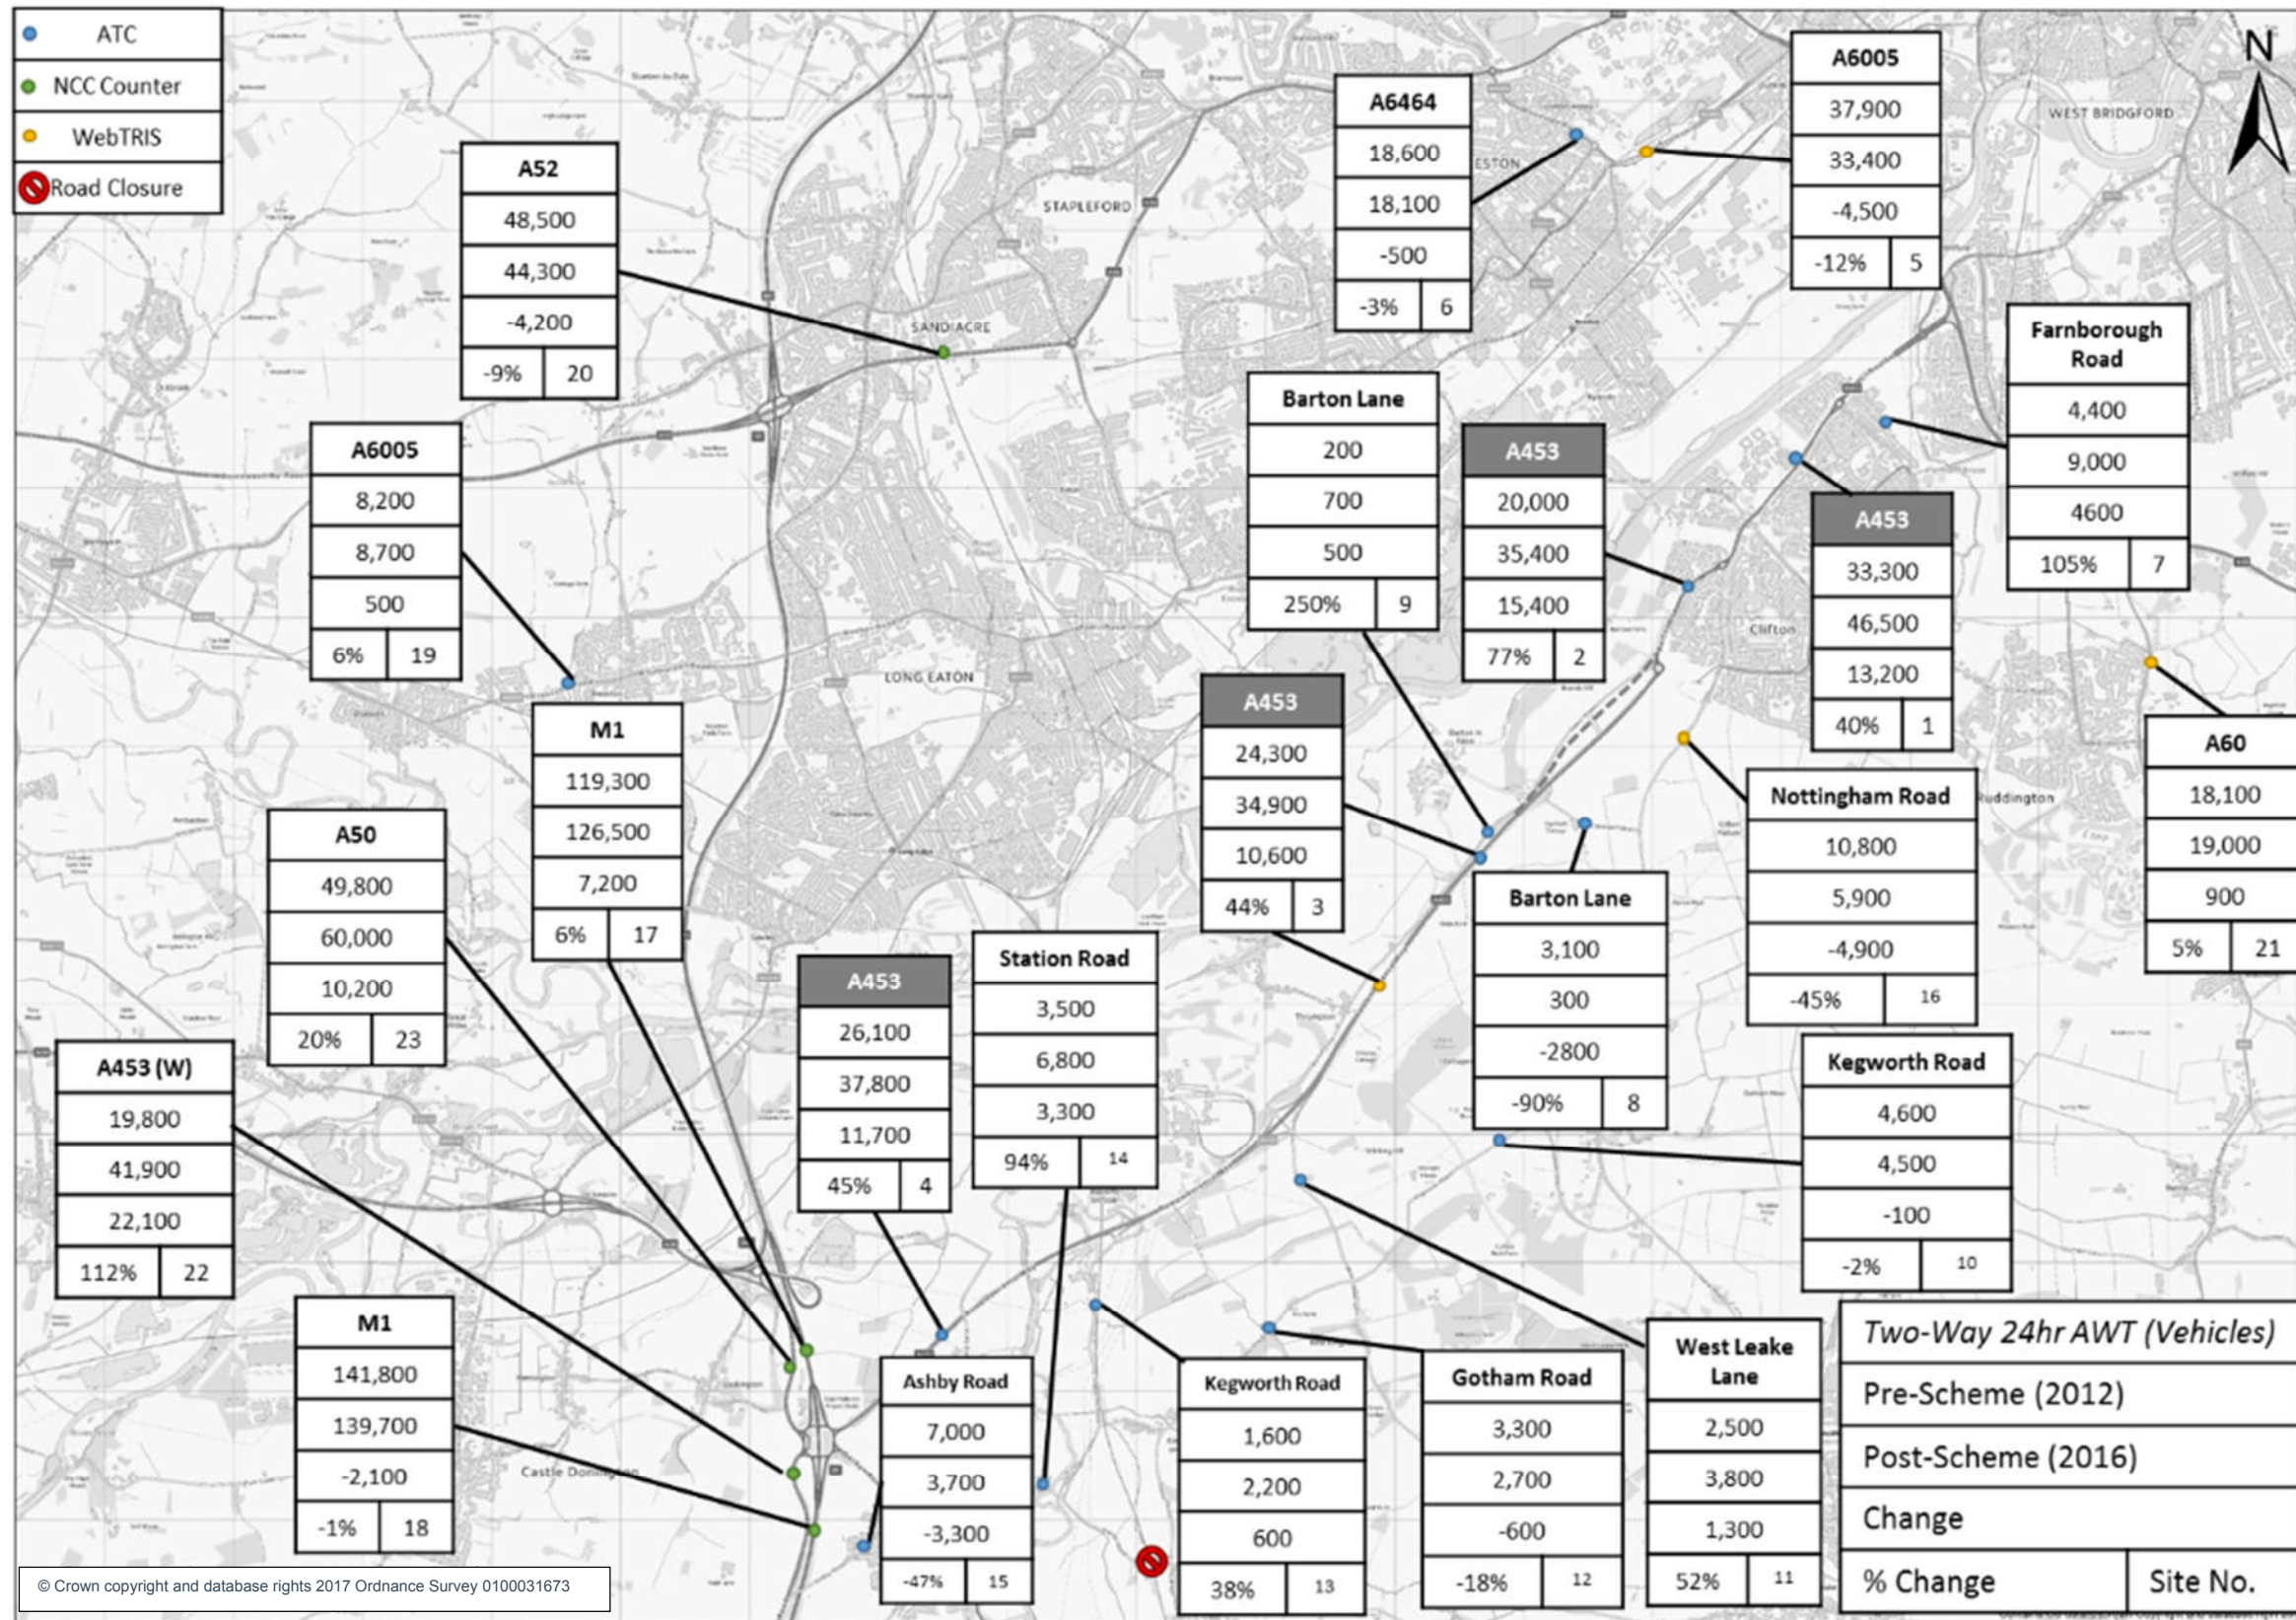 ATC
NCC Counter
WebTRIS
Road Closure
N
A52
48,500
44,300
-4,200
-9% 20
A6464
18,600
18,100
-500
-3% 6
A6005
37,900
33,400
-4,500
-12% 5
WEST BRIDGFORD
ESTON
STAPLEFORD
SANDIACRE
Farnborough
Road
4,400
9,000
4600
105% 7
Barton Lane
200
700
500
250% 9
A453
20,000
35,400
15,400
77% 2
A453
33,300
46,500
13,200
40% 1
A6005
8,200
8,700
500
6% 19
Clifton
LONG EATON
A453
24,300
34,900
10,600
44% 3
M1
119,300
126,500
7,200
6% 17
A60
18,100
19,000
900
5% 21
Nottingham Road
10,800
5,900
-4,900
-45% 16
Ruddington
A50
49,800
60,000
10,200
20% 23
Barton Lane
3,100
300
-2800
-90% 8
Station Road
3,500
6,800
3,300
94% 14
A453
26,100
37,800
11,700
45% 4
Kegworth Road
4,600
4,500
-100
-2% 10
A453 (W)
19,800
41,900
22,100
112% 22
M1
141,800
139,700
-2,100
-1% 18
Castle Donington
Ashby Road
7,000
3,700
-3,300
-47% 15
Kegworth Road
1,600
2,200
600
38% 13
Gotham Road
3,300
2,700
-600
-18% 12
West Leake
Lane
2,500
3,800
1,300
52% 11
Two-Way 24hr AWT (Vehicles)
Pre-Scheme (2012)
Post-Scheme (2016)
Change
% Change Site No.
© Crown copyright and database rights 2017 Ordnance Survey 0100031673